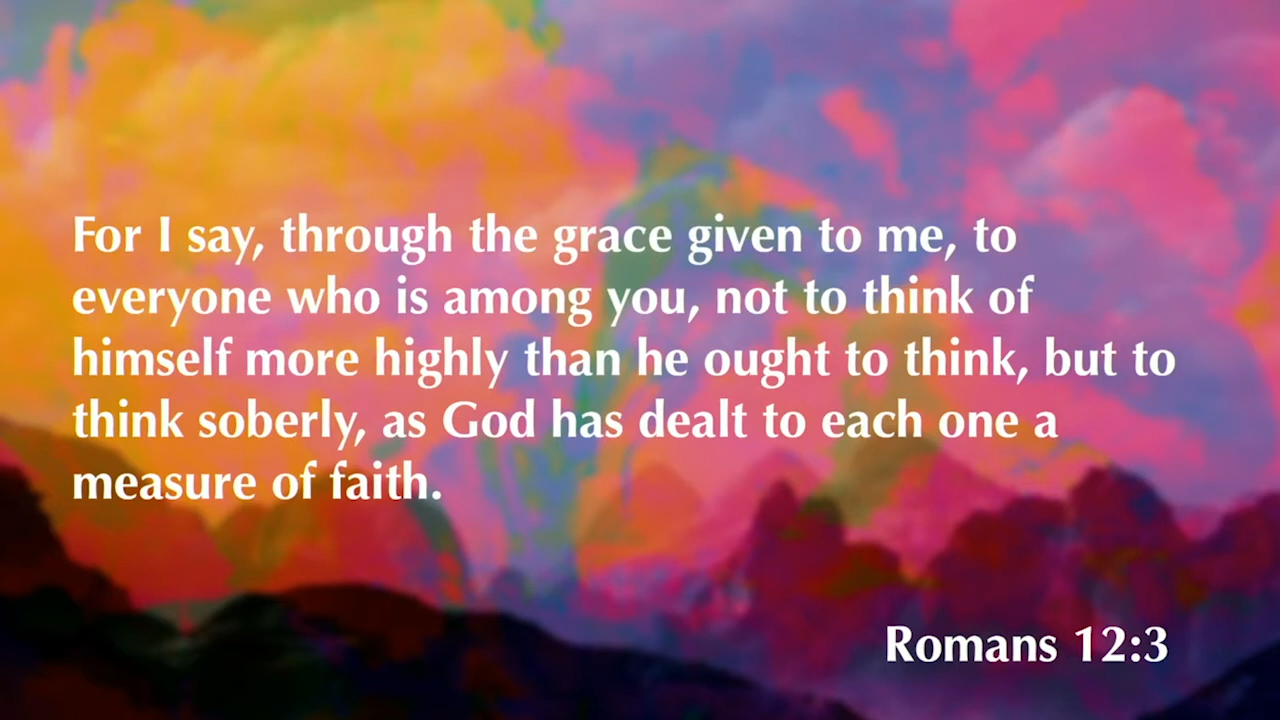 For I say, through the grace given to me, to
everyone who is among you, not to think of
himself more highly than he ought to think, but to
think soberly, as God has dealt to each one a
measure of faith.
Romans 12:3